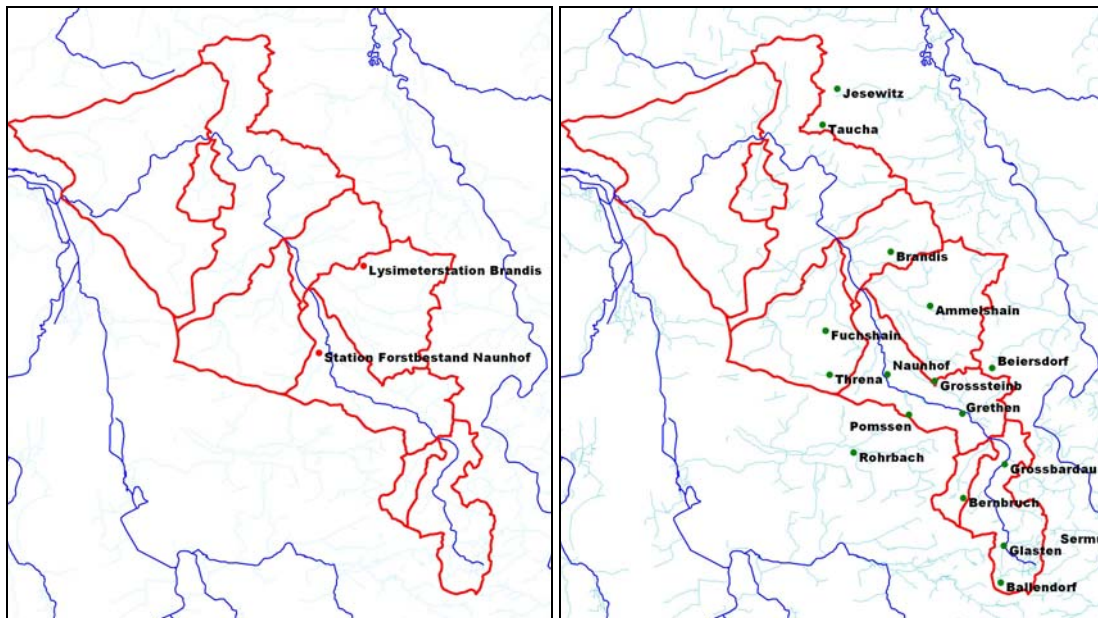 Lysimeterstation Brandis
Station Forstbestand Naunhof
Jesewitz
Taucha
Brandis
Ammelshain
Fuchshain
Beiersdorf
Naunhof
Threna
Grosssteinb
Grethen
Pomssen
Rohrbach
Grossbardau
Bernbruch
Glasten
Ballendorf